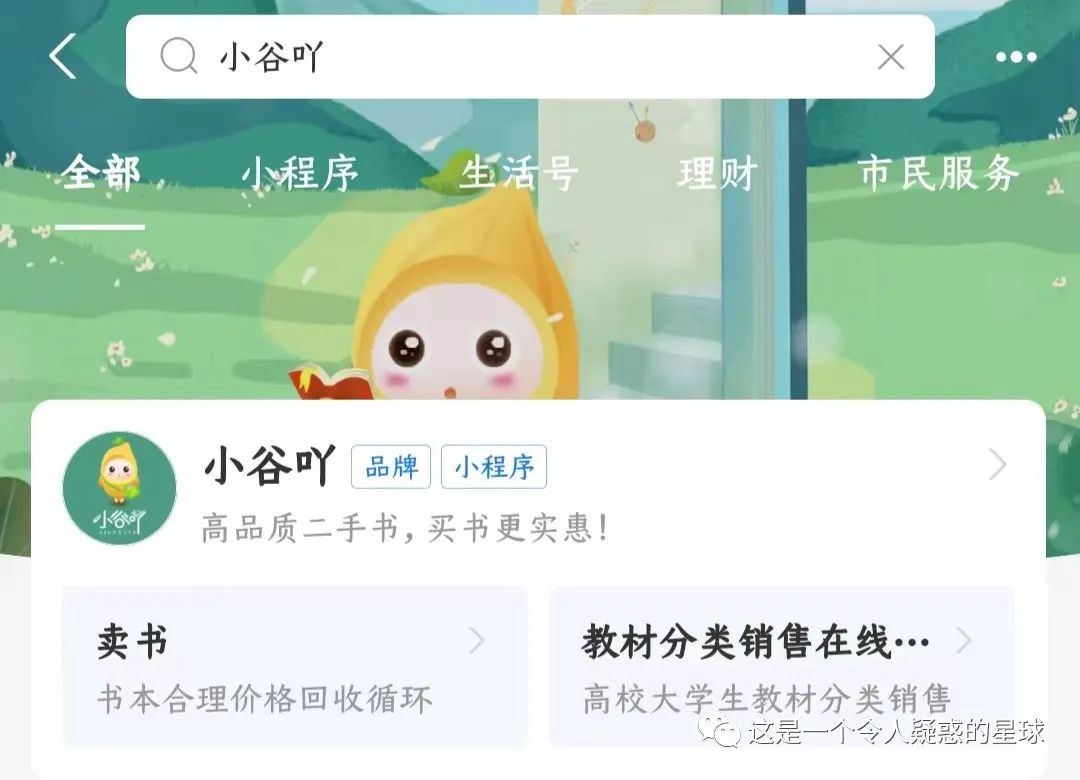 小谷吖
全部 小程序 生活号 理财 市民服务
小谷吖 品牌 小程序
高品质二手书,买书更实惠!
小谷吖
卖书
书本合理价格回收循环
教材分类销售在线…
高校大学生教材分类销售
这是一个令人疑惑的星球